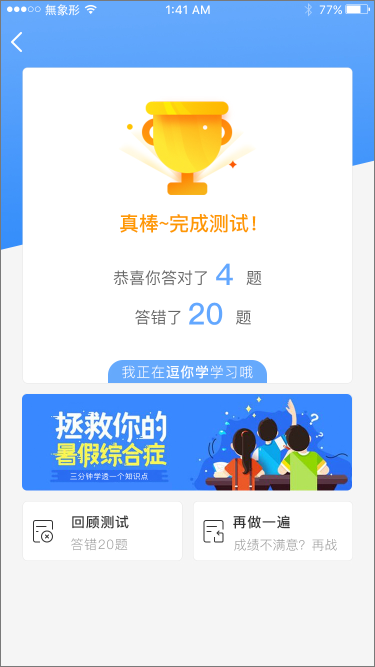 無象形 1:41 AM 77%
真棒~完成测试!
恭喜你答对了 4 题
答错了 20 题
我正在逗你学学习哦
拯救你的
暑假综合症
三分钟学透一个知识点
回顾测试
答错20题
再做一遍
成绩不满意？再战